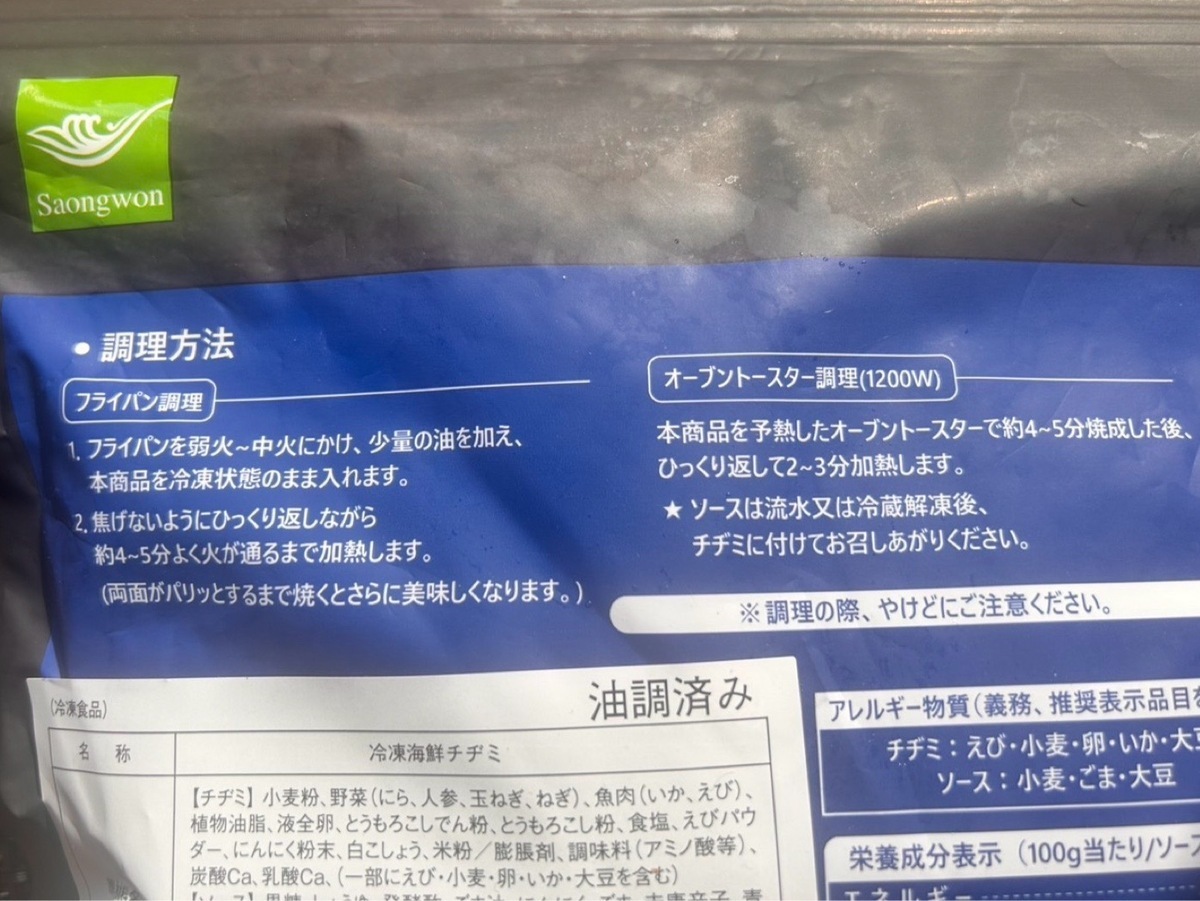 Saongwon
• 調理方法
フライパン調理
1. フライパンを弱火~中火にかけ、少量の油を加え、
本商品を冷凍状態のまま入れます。
2. 焦げないようにひっくり返しながら
約4~5分よく火が通るまで加熱します。
(両面がパリッとするまで焼くとさらに美味しくなります。)
オーブントースター調理(1200W)
本商品を予熱したオーブントースターで約4~5分焼成した後、
ひっくり返して2~3分加熱します。
★ ソースは流水又は冷蔵解凍後、
チヂミに付けてお召しあがりください。
※調理の際、やけどにご注意ください。
(冷凍食品)
油調済み
名 称
冷凍海鮮チヂミ
【チヂミ】小麦粉、野菜(にら、人参、玉ねぎ、ねぎ)、魚肉(いか、えび)、
植物油脂、液全卵、とうもろこしでん粉、とうもろこし粉、食塩、えびパウ
ダー、にんにく粉末、白こしょう、米粉/膨脹剤、調味料(アミノ酸等)、
炭酸Ca、乳酸Ca、(一部にえび・小麦・卵・いか・大豆を含む)
アレルギー物質(義務、推奨表示品目
チヂミ:えび・小麦・卵・いか・大豆
ソース:小麦・ごま・大豆
栄養成分表示(100g当たり/ソー
エネルギー